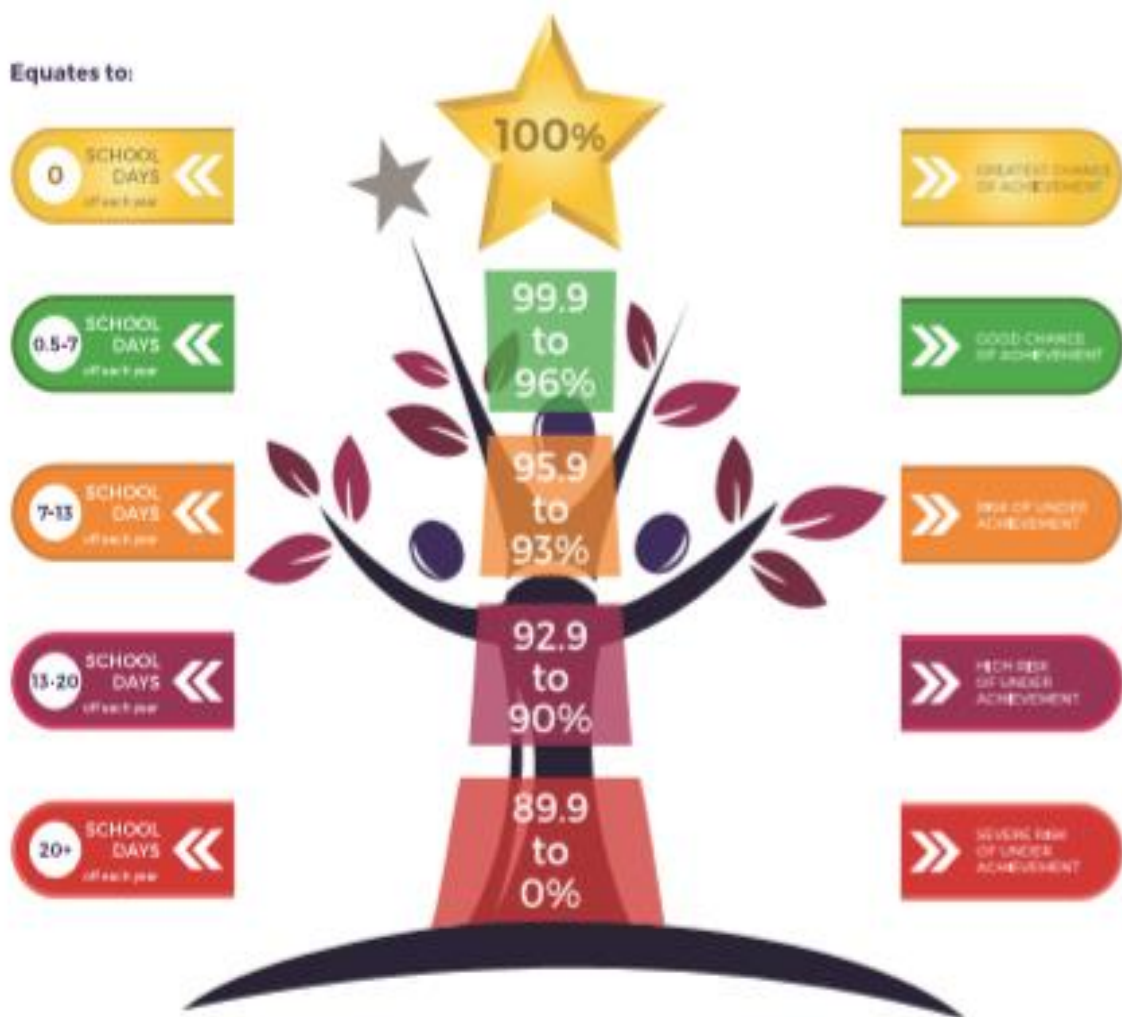 Equates to:
100%
0
SCHOOL
DAYS
off each year
GREATEST CHANCE
OF ACHIEVEMENT
99.9
to
96%
0.5-7
SCHOOL
DAYS
off each year
GOOD CHANCE
OF ACHIEVEMENT
95.9
to
93%
7-13
SCHOOL
DAYS
off each year
RISK OF UNDER
ACHIEVEMENT
92.9
to
90%
13-20
SCHOOL
DAYS
off each year
HIGH RISK
OF UNDER
ACHIEVEMENT
89.9
to
0%
20+
SCHOOL
DAYS
off each year
SEVERE RISK
OF UNDER
ACHIEVEMENT